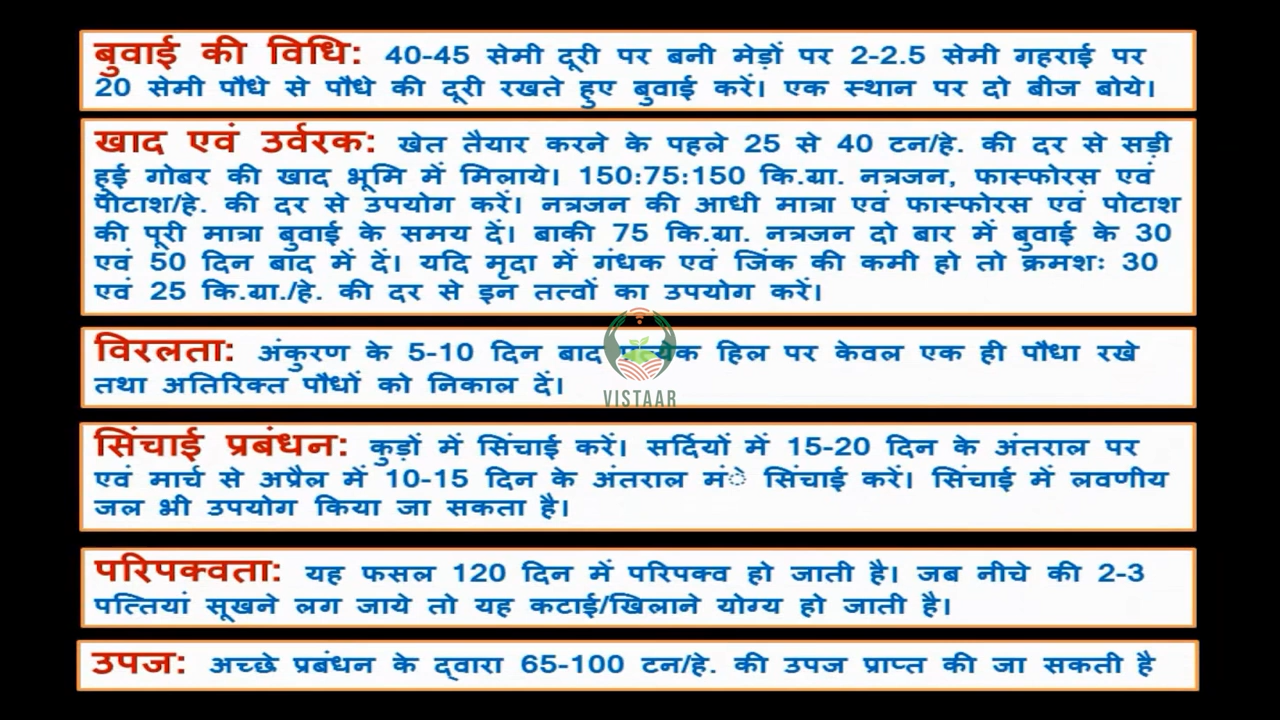 बुवाई की विधि: 40-45 सेमी दूरी पर बनी मेड़ों पर 2-2.5 सेमी गहराई पर
20 सेमी पौधे से पौधे की दूरी रखते हुए बुवाई करें। एक स्थान पर दो बीज बोये।
खाद एवं उर्वरक: खेत तैयार करने के पहले 25 से 40 टन/हे. की दर से सड़ी
हुई गोबर की खाद भूमि में मिलाये। 150:75:150 कि.ग्रा. नत्रजन, फास्फोरस एवं
पोटाश/हे. की दर से उपयोग करें। नत्रजन की आधी मात्रा एवं फास्फोरस एवं पोटाश
की पूरी मात्रा बुवाई के समय दें। बाकी 75 कि.ग्रा. नत्रजन दो बार में बुवाई के 30
एवं 50 दिन बाद में दें। यदि मृदा में गंधक एवं जिंक की कमी हो तो क्रमशः 30
एवं 25 कि.ग्रा./हे. की दर से इन तत्वों का उपयोग करें।
विरलता: अंकुरण के 5-10 दिन बाद हिल पर केवल एक ही पौधा रखे
तथा अतिरिक्त पौधों को निकाल दें।
VISTAAR
सिंचाई प्रबंधन: कुड़ों में सिंचाई करें। सर्दियों में 15-20 दिन के अंतराल पर
एवं मार्च से अप्रैल में 10-15 दिन के अंतराल मंे सिंचाई करें। सिंचाई में लवणीय
जल भी उपयोग किया जा सकता है।
परिपक्वता: यह फसल 120 दिन में परिपक्व हो जाती है। जब नीचे की 2-3
पत्तियां सूखने लग जाये तो यह कटाई/खिलाने योग्य हो जाती है।
उपज: अच्छे प्रबंधन के द्वारा 65-100 टन/हे. की उपज प्राप्त की जा सकती है